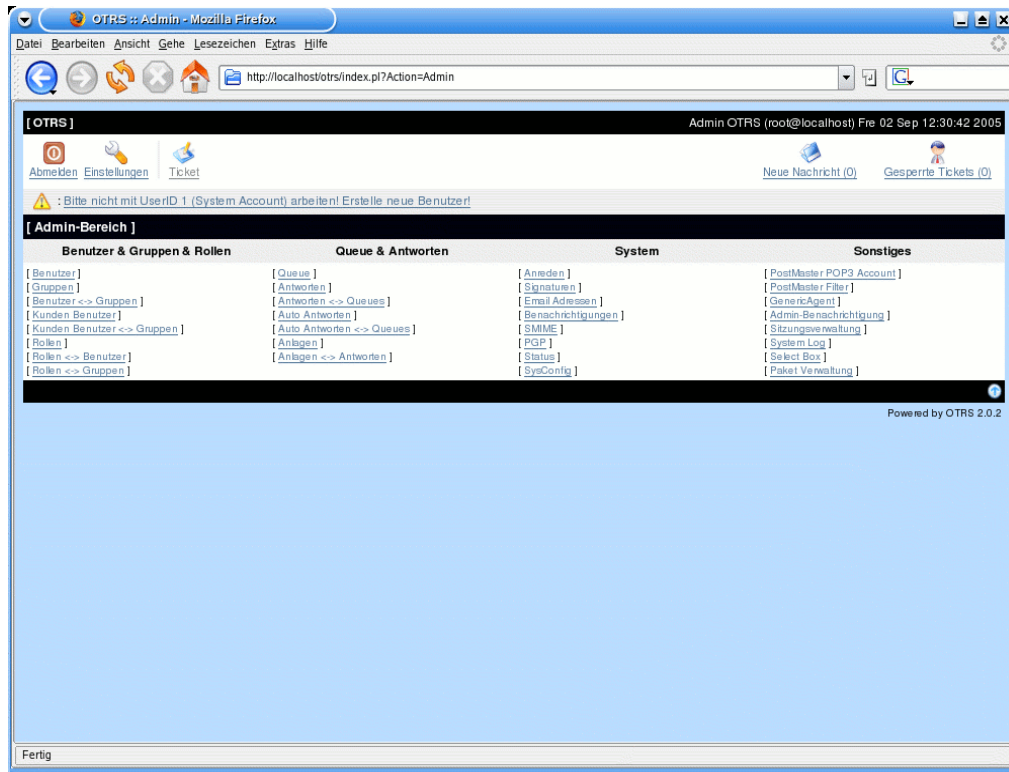 OTRS :: Admin - Mozilla Firefox
Datei Bearbeiten Ansicht Gehe Lesezeichen Extras Hilfe
http://localhost/otrs/index.pl?Action=Admin
G
[ OTRS ]
Admin OTRS (root@localhost) Fre 02 Sep 12:30:42 2005
Abmelden Einstellungen Ticket
Neue Nachricht (0) Gesperrte Tickets (0)
: Bitte nicht mit UserID 1 (System Account) arbeiten! Erstelle neue Benutzer!
[ Admin-Bereich ]
Benutzer & Gruppen & Rollen
[ Benutzer ]
[ Gruppen ]
[ Benutzer <-> Gruppen ]
[ Kunden Benutzer ]
[ Kunden Benutzer <-> Gruppen ]
[ Rollen ]
[ Rollen <-> Benutzer ]
[ Rollen <-> Gruppen ]
Queue & Antworten
[ Queue ]
[ Antworten ]
[ Antworten <-> Queues ]
[ Auto Antworten ]
[ Auto Antworten <-> Queues ]
[ Anlagen ]
[ Anlagen <-> Antworten ]
System
[ Anreden ]
[ Signaturen ]
[ Email Adressen ]
[ Benachrichtigungen ]
[ SMIME ]
[ PGP ]
[ Status ]
[ SysConfig ]
Sonstiges
[ PostMaster POP3 Account ]
[ PostMaster Filter ]
[ GenericAgent ]
[ Admin-Benachrichtigung ]
[ Sitzungsverwaltung ]
[ System Log ]
[ Select Box ]
[ Paket Verwaltung ]
Powered by OTRS 2.0.2
Fertig